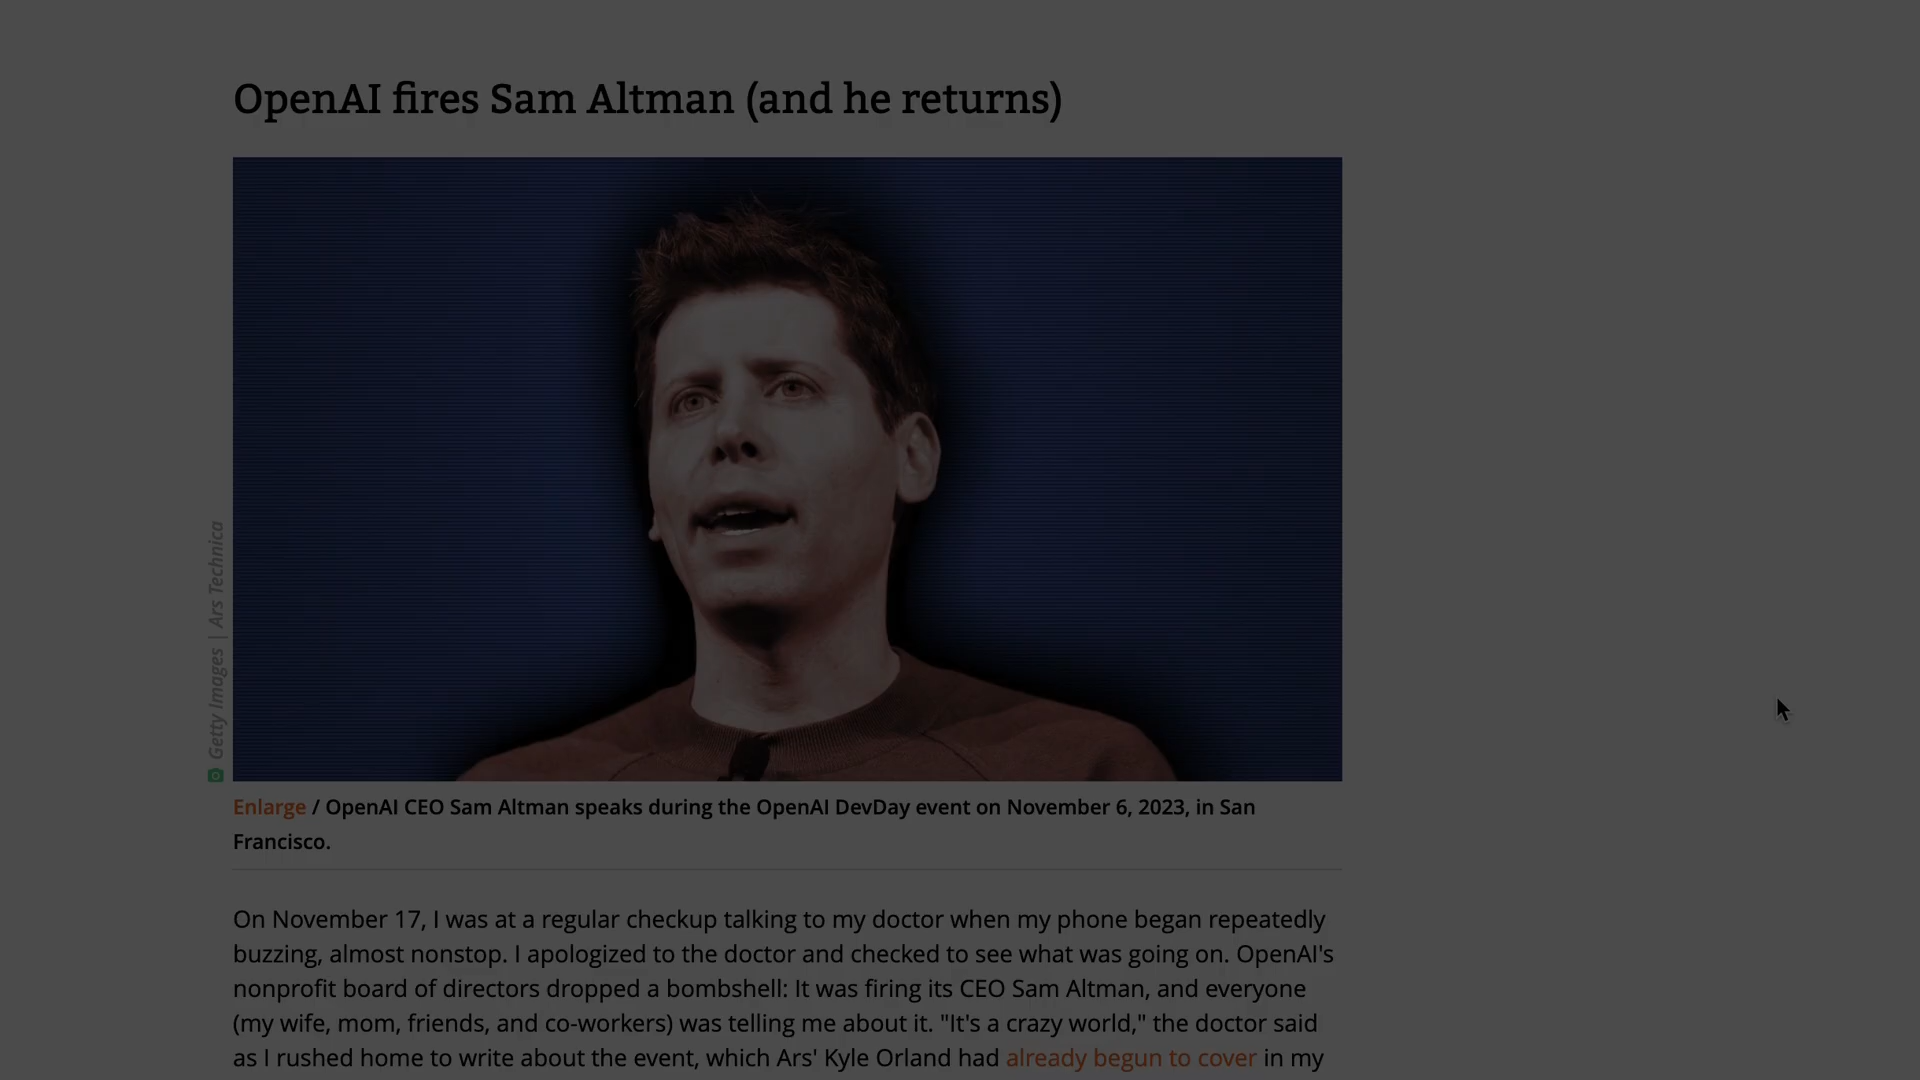 OpenAI fires Sam Altman (and he returns)
Getty Images | Ars Technica
Enlarge / OpenAI CEO Sam Altman speaks during the OpenAI DevDay event on November 6, 2023, in San
Francisco.
On November 17, I was at a regular checkup talking to my doctor when my phone began repeatedly
buzzing, almost nonstop. I apologized to the doctor and checked to see what was going on. OpenAI's
nonprofit board of directors dropped a bombshell: It was firing its CEO Sam Altman, and everyone
(my wife, mom, friends, and co-workers) was telling me about it. "It's a crazy world," the doctor said
as I rushed home to write about the event, which Ars' Kyle Orland had already begun to cover in my